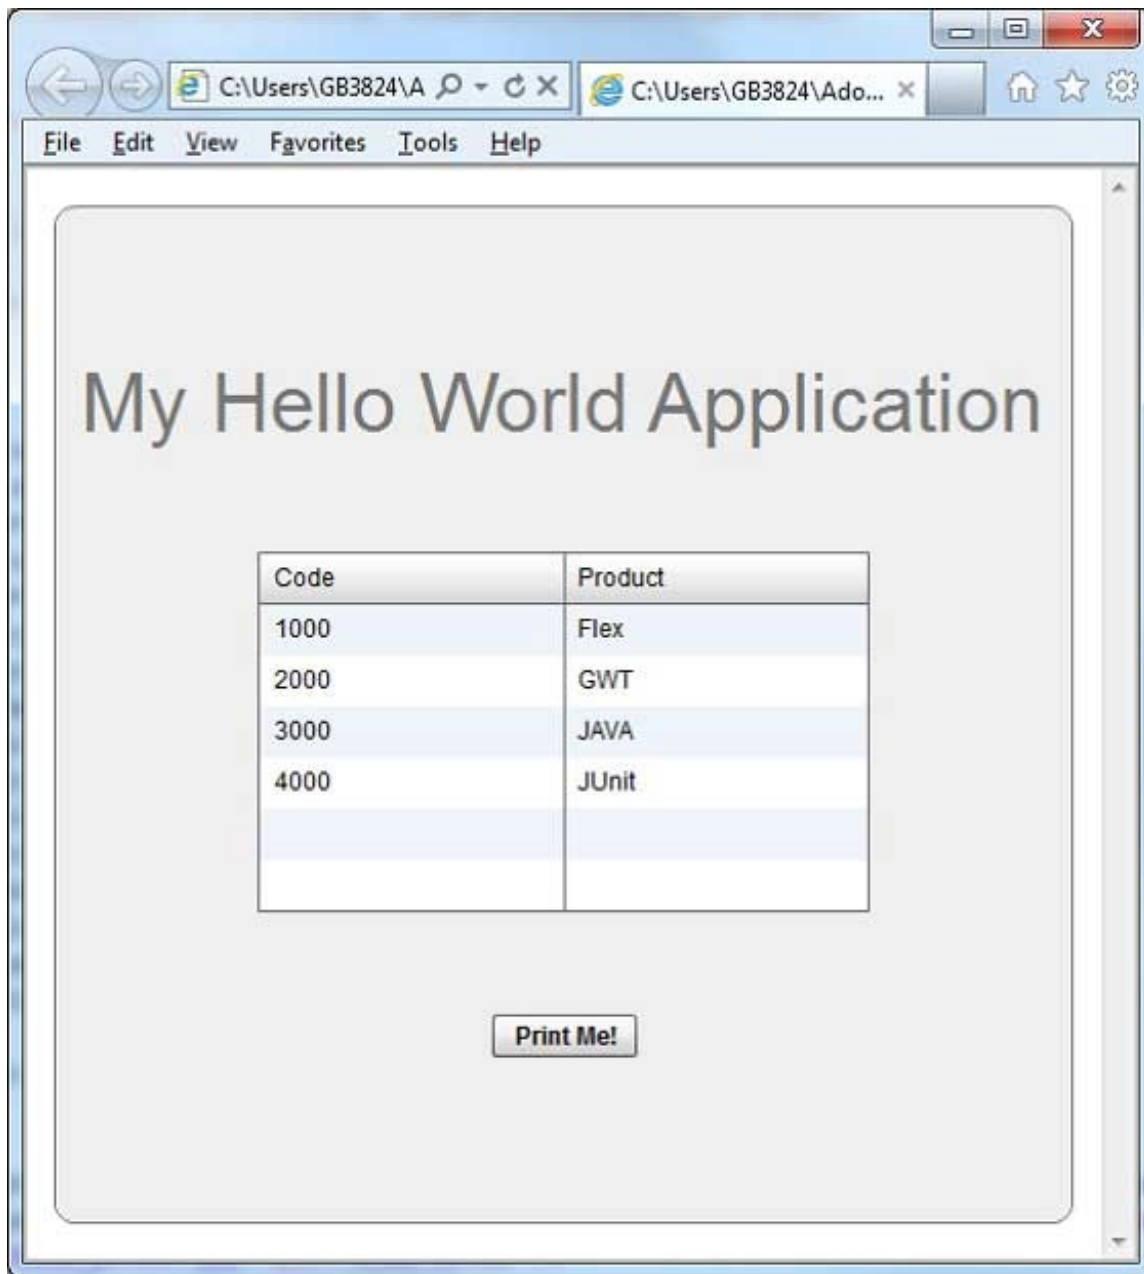 C:\Users\GB3824\A
C:\Users\GB3824\Ado...
File Edit View Favorites Tools Help
My Hello World Application
Code Product
1000 Flex
2000 GWT
3000 JAVA
4000 JUnit
Print Me!